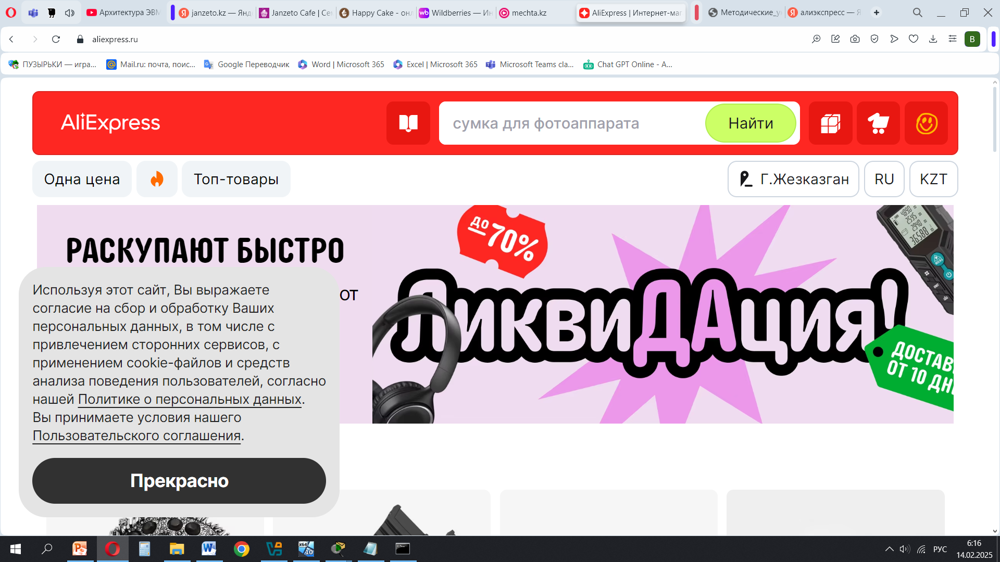 Архитектура ЭВМ
janzeto.kz — Янде
Janzeto Cafe | Сем
Happy Cake - онл
Wildberries — Ин
mechta.kz
AliExpress | Интернет-маг
Методические_у
алиэкспресс — Я
aliexpress.ru
B
ПУЗЫРЬКИ — игра...
Mail.ru: почта, поис...
Google Переводчик
Word | Microsoft 365
Excel | Microsoft 365
Microsoft Teams cla...
Chat GPT Online - A...
AliExpress
сумка для фотоаппарата
Найти
Одна цена
Топ-товары
Г.Жезказган
RU
KZT
РАСКУПАЮТ БЫСТРО
от
до
70%
ЛиквиДАция!
ДОСТАВ
ОТ 10 ДН
Используя этот сайт, Вы выражаете
согласие на сбор и обработку Ваших
персональных данных, в том числе с
привлечением сторонних сервисов, с
применением cookie-файлов и средств
анализа поведения пользователей, согласно
нашей Политике о персональных данных.
Вы принимаете условия нашего
Пользовательского соглашения.
Прекрасно
РУС
6:16
14.02.2025